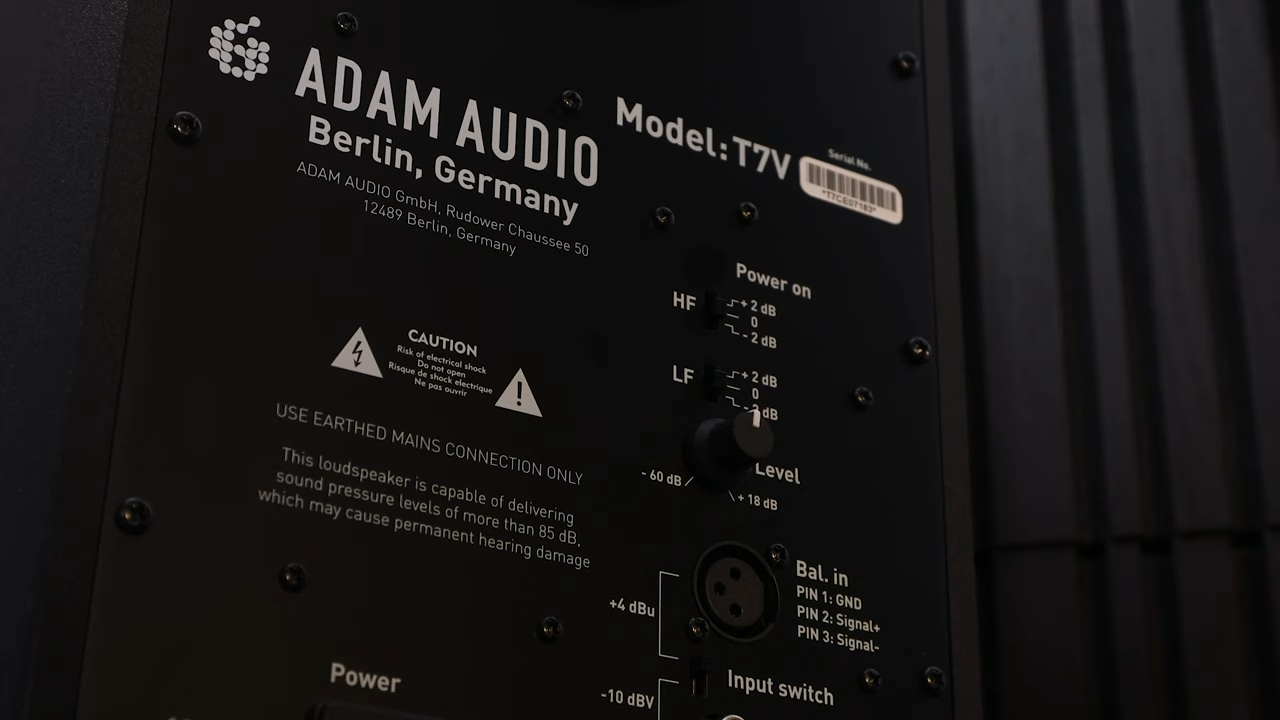 ADAM AUDIO
Berlin, Germany
ADAM AUDIO GmbH, Rudower Chaussee 50
12489 Berlin, Germany
Model: T7V
Serial No.
*T7CE07182*
CAUTION
Risk of electrical shock
Do not open
Risque de shock electrique
Ne pas ouvrir
USE EARTHED MAINS CONNECTION ONLY
This loudspeaker is capable of delivering
sound pressure levels of more than 85 dB,
which may cause permanent hearing damage
Power on
HF
+ 2 dB
0
- 2 dB
LF
+ 2 dB
0
- 2 dB
Level
- 60 dB
+ 18 dB
Bal. in
PIN 1: GND
PIN 2: Signal+
PIN 3: Signal-
+4 dBu
-10 dBV
Input switch
Power